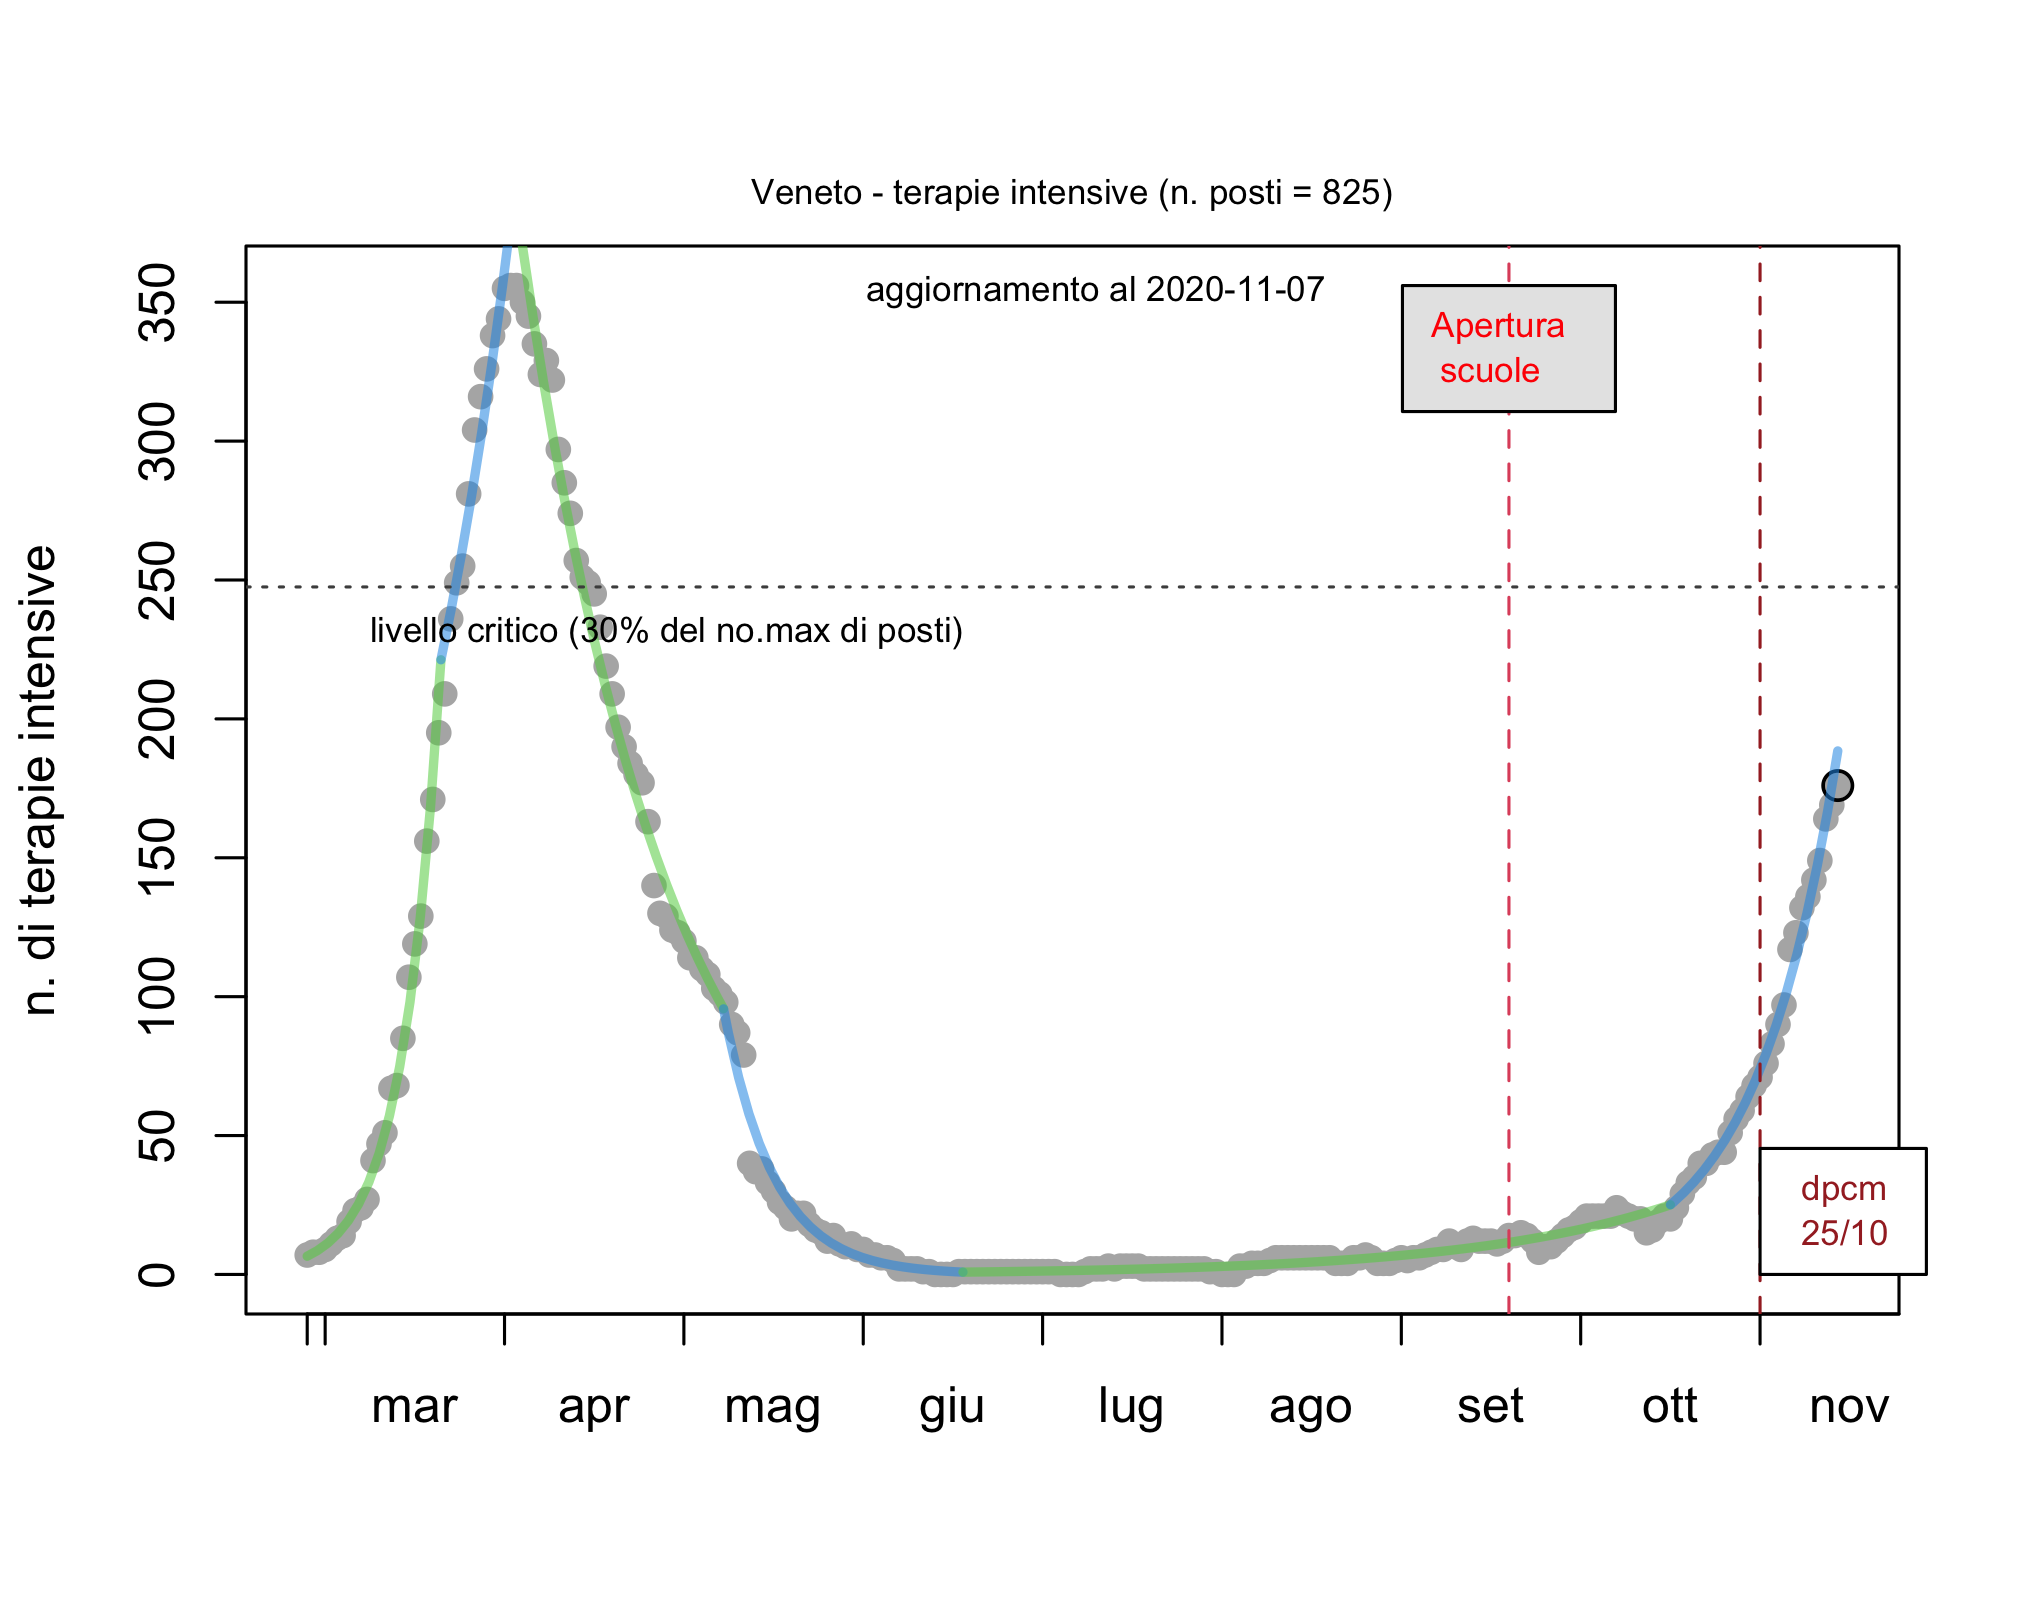 Veneto - terapie intensive (n. posti = 825)
aggiornamento al 2020-11-07
Apertura
scuole
livello critico (30% del no.max di posti)
dpcm
25/10
n. di terapie intensive
350
300
250
200
150
100
50
0
mar apr mag giu lug ago set ott nov